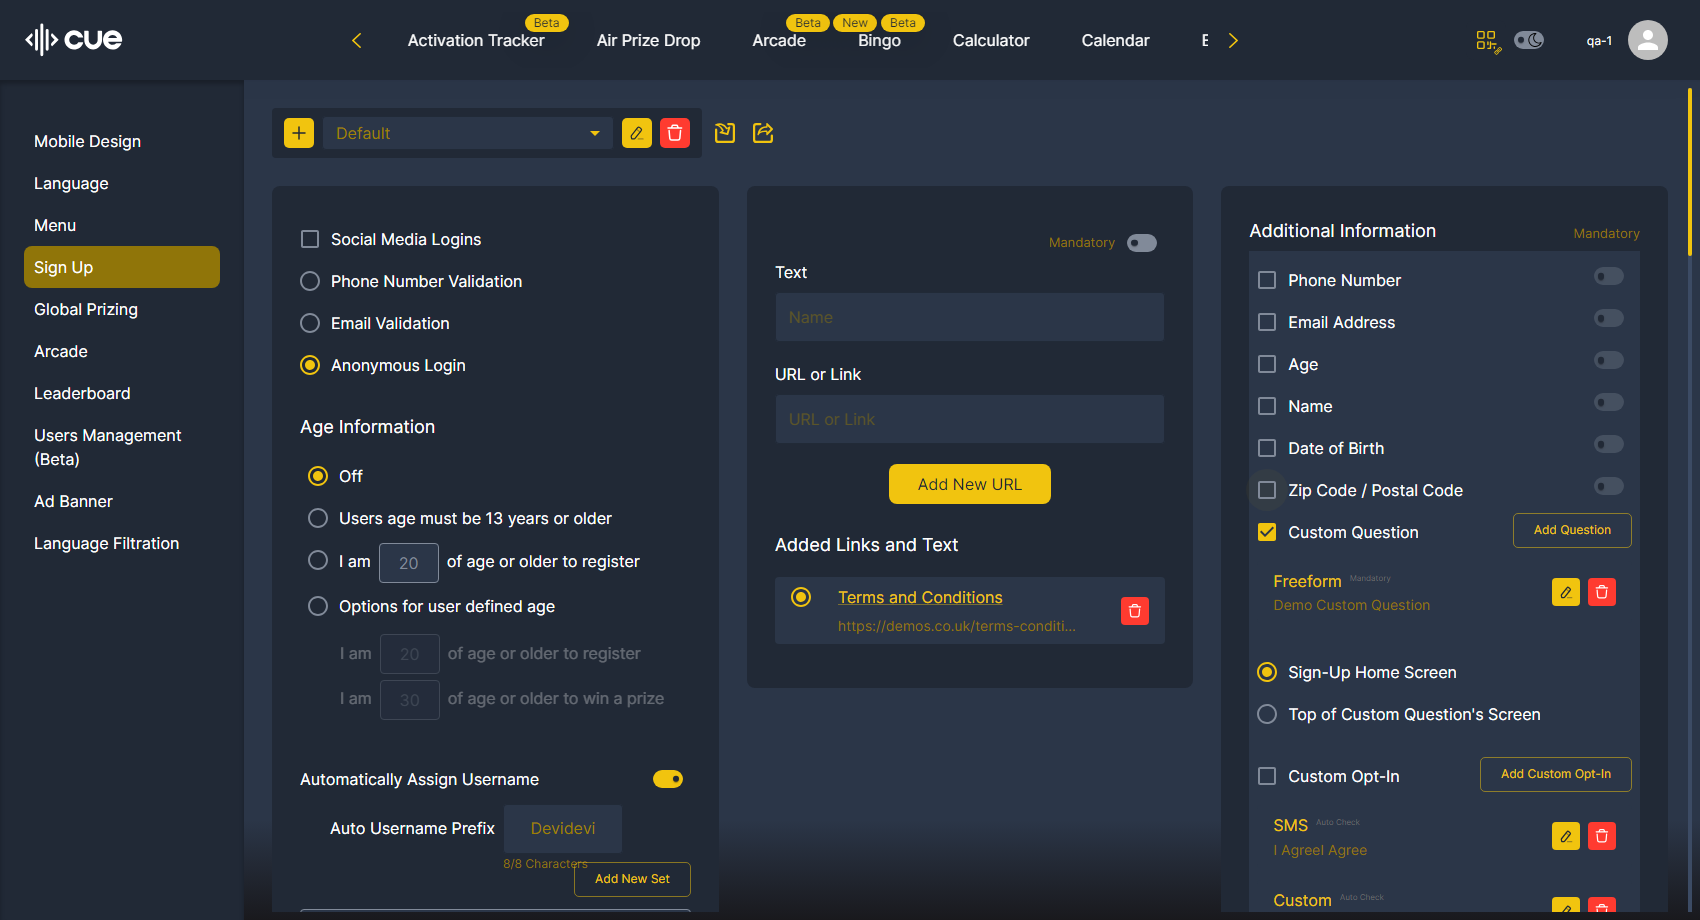 cue
Beta
Beta
New
Beta
Activation Tracker
Air Prize Drop
Arcade
Bingo
Calculator
Calendar
qa-1
Mobile Design
Language
Menu
Sign Up
Global Prizing
Arcade
Leaderboard
Users Management
(Beta)
Ad Banner
Language Filtration
Default
Social Media Logins
Phone Number Validation
Email Validation
Anonymous Login
Age Information
Off
Users age must be 13 years or older
I am 20 of age or older to register
Options for user defined age
I am 20 of age or older to register
I am 30 of age or older to win a prize
Automatically Assign Username
Auto Username Prefix Devidevi
8/8 Characters
Add New Set
Mandatory
Text
Name
URL or Link
URL or Link
Add New URL
Added Links and Text
Terms and Conditions
https://demos.co.uk/terms-conditi...
Additional Information
Mandatory
Phone Number
Email Address
Age
Name
Date of Birth
Zip Code / Postal Code
Custom Question
Add Question
Freeform Mandatory
Demo Custom Question
Sign-Up Home Screen
Top of Custom Question's Screen
Custom Opt-In
Add Custom Opt-In
SMS Auto Check
I AgreeI Agree
Custom Auto Check